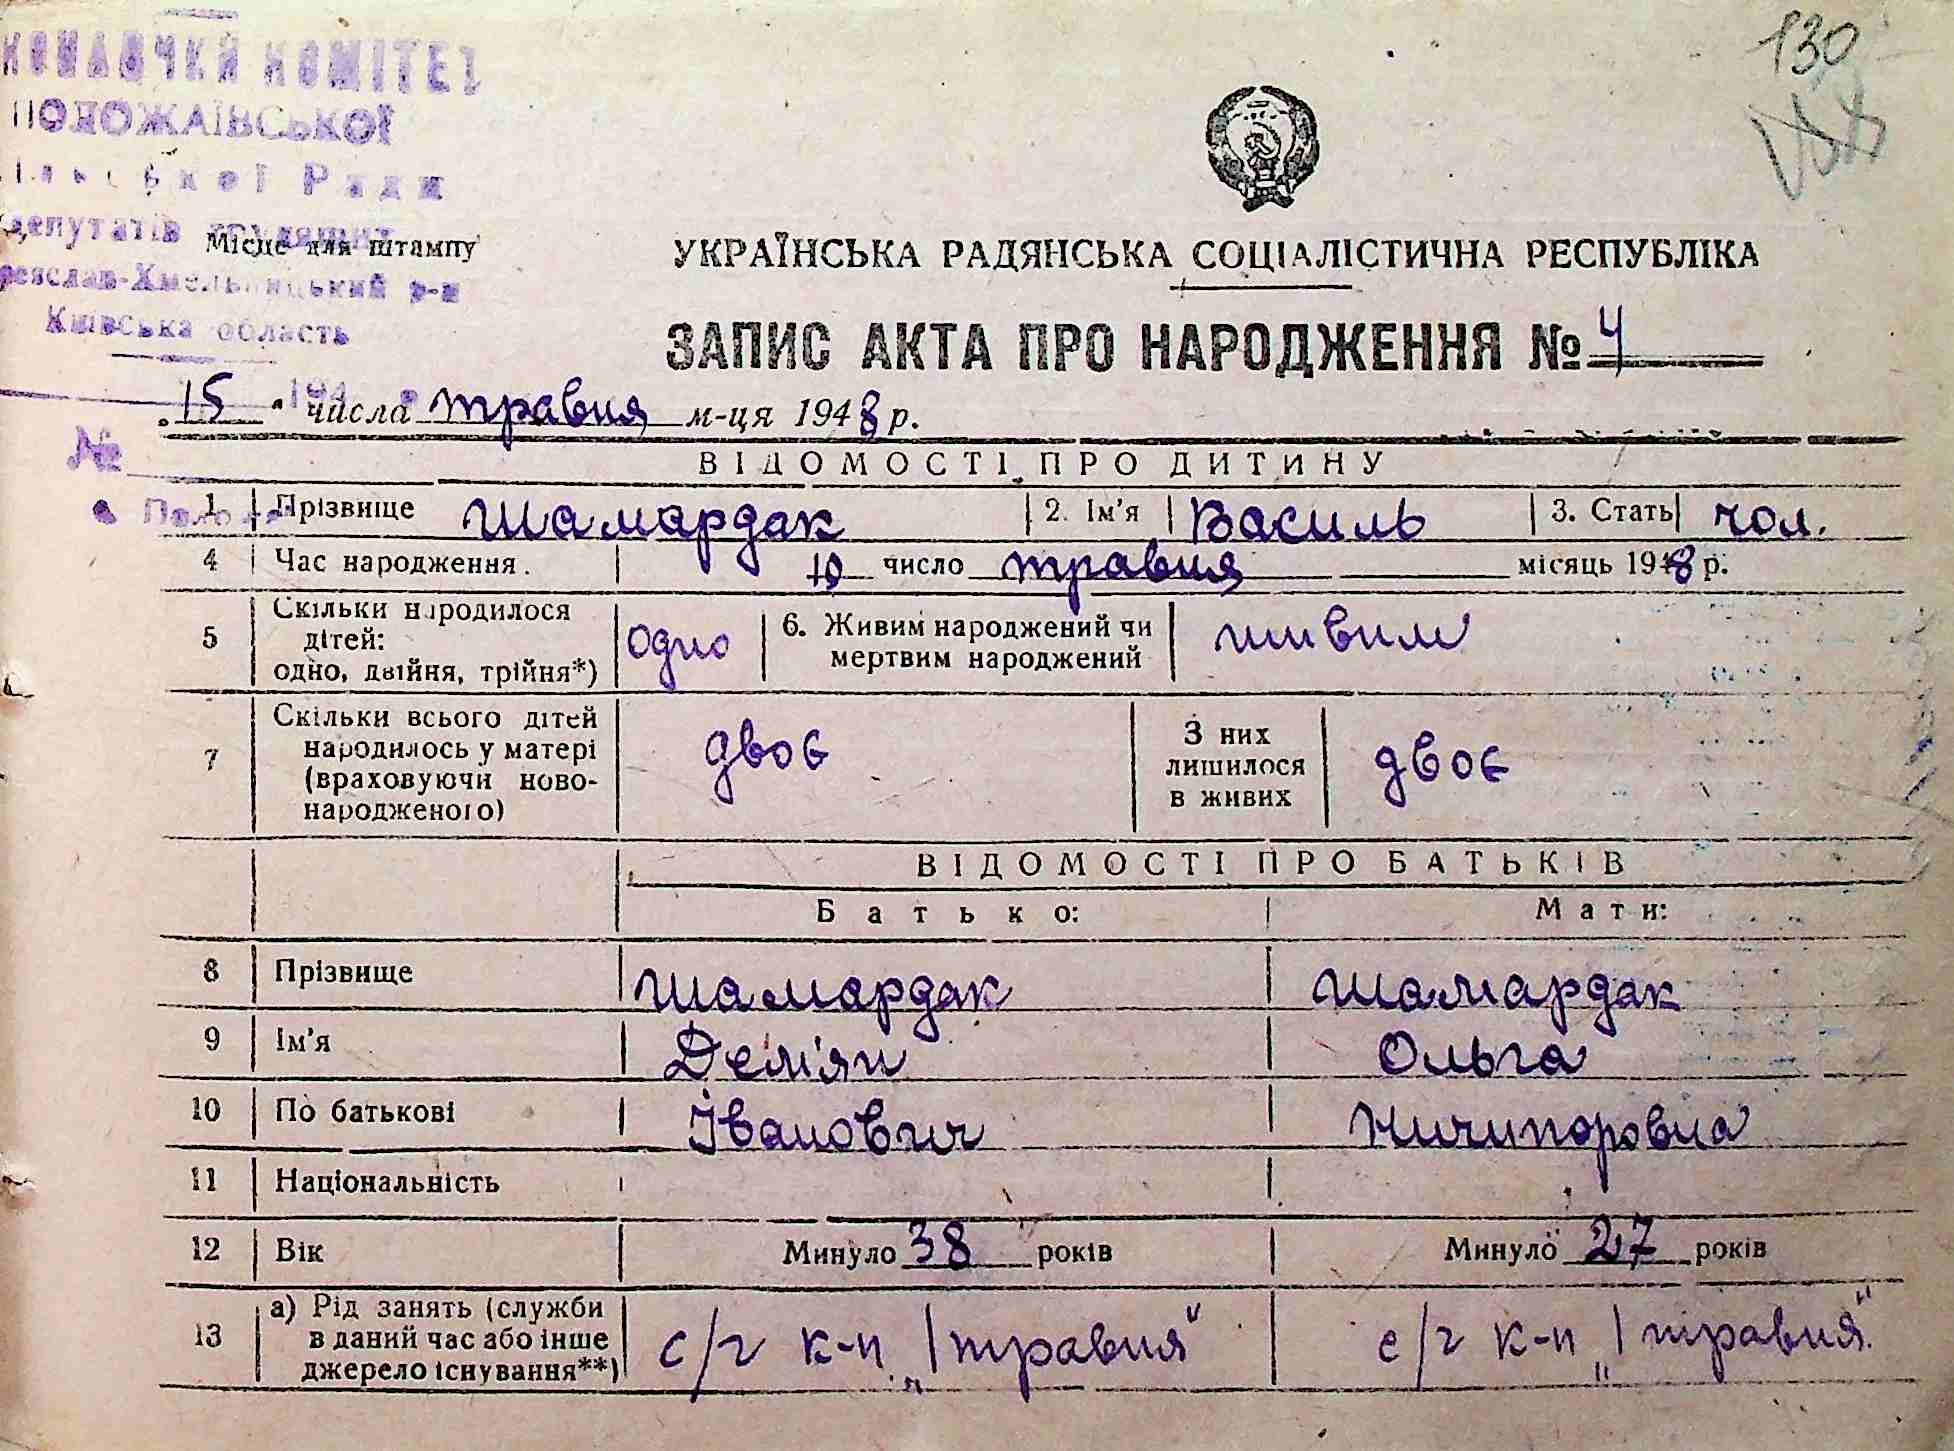 130
КОМІТЕТ
ПОЛОЖАЇВСЬКОЇ
Ради
депутатів трудящих
Місце для штампу
Хмельницький р-н
Київська область
УКРАЇНСЬКА РАДЯНСЬКА СОЦІАЛІСТИЧНА РЕСПУБЛІКА
ЗАПИС АКТА ПРО НАРОДЖЕННЯ № 4
15 числа травня м-ця 1948 р.
№
ВІДОМОСТІ ПРО ДИТИНУ
1 Прізвище Шамардак 2. Ім'я Василь 3. Стать чол.
4 Час народження. 10 число травня місяць 1948 р.
5 Скільки народилося дітей: одно, двійня, трійня*) одно 6. Живим народжений чи мертвим народжений живим
7 Скільки всього дітей народилось у матері (враховуючи ново-народженого) двоє З них лишилося в живих двоє
ВІДОМОСТІ ПРО БАТЬКІВ
Батько: Мати:
8 Прізвище Шамардак Шамардак
9 Ім'я Дем'ян Ольга
10 По батькові Іванович Ничипоровна
11 Національність
12 Вік Минуло 38 років Минуло 27 років
13 а) Рід занять (служби в даний час або інше джерело існування**) с/г к-п „1 травня" с/г к-п „1 травня"